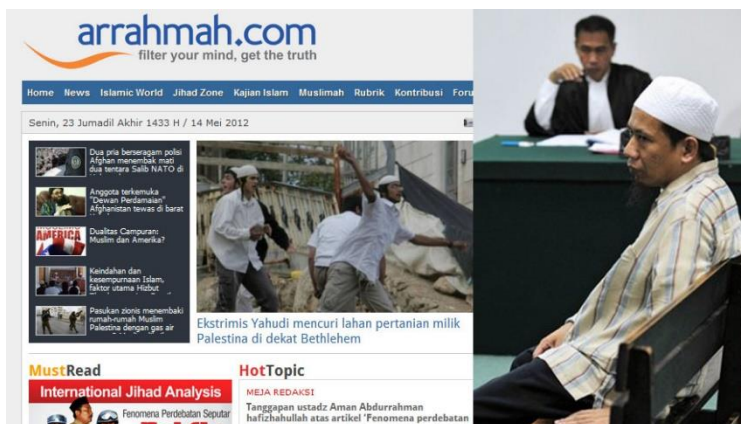 arrahmah.com
filter your mind, get the truth
Home News Islamic World Jihad Zone Kajian Islam Muslimah Rubrik Kontribusi Foru
Senin, 23 Jumadil Akhir 1433 H / 14 Mei 2012
Dua pria berseragam polisi
Afghan menembak mati
dua tentara Salib NATO di
Anggota terkemuka
"Dewan Perdamaian"
Afghanistan tewas di barat
AMERICA
Dualitas Campuran:
Muslim dan Amerika?
Keindahan dan
kesempurnaan Islam,
faktor utama Hizbut
Pasukan zionis menembaki
rumah-rumah Muslim
Palestina dengan gas air
Ekstrimis Yahudi mencuri lahan pertanian milik
Palestina di dekat Bethlehem
MustRead
International Jihad Analysis
Fenomena Perdebatan Seputar
HotTopic
MEJA REDAKSI
Tanggapan ustadz Aman Abdurrahman
hafizhahullah atas artikel 'Fenomena perdebatan